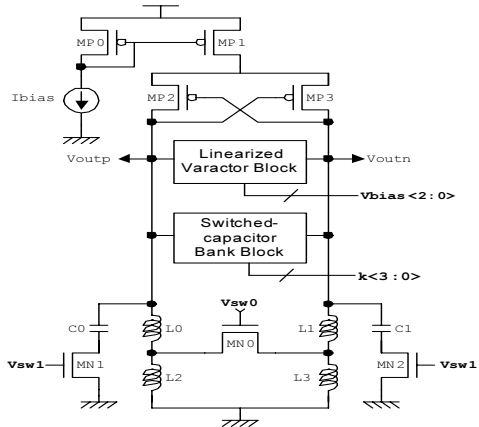 MP0
MP1
Ibias
MP2
MP3
Voutp
Linearized
Varactor Block
Voutn
Vbias<2:0>
Switched-
capacitor
Bank Block
k<3:0>
Vsw0
C0
L0
L1
C1
MN0
Vsw1
MN1
L2
L3
MN2
Vsw1